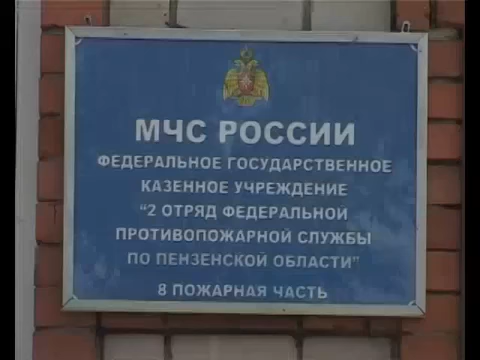 МЧС РОССИИ
ФЕДЕРАЛЬНОЕ ГОСУДАРСТВЕННОЕ
КАЗЕННОЕ УЧРЕЖДЕНИЕ
"2 ОТРЯД ФЕДЕРАЛЬНОЙ
ПРОТИВОПОЖАРНОЙ СЛУЖБЫ
ПО ПЕНЗЕНСКОЙ ОБЛАСТИ"
8 ПОЖАРНАЯ ЧАСТЬ